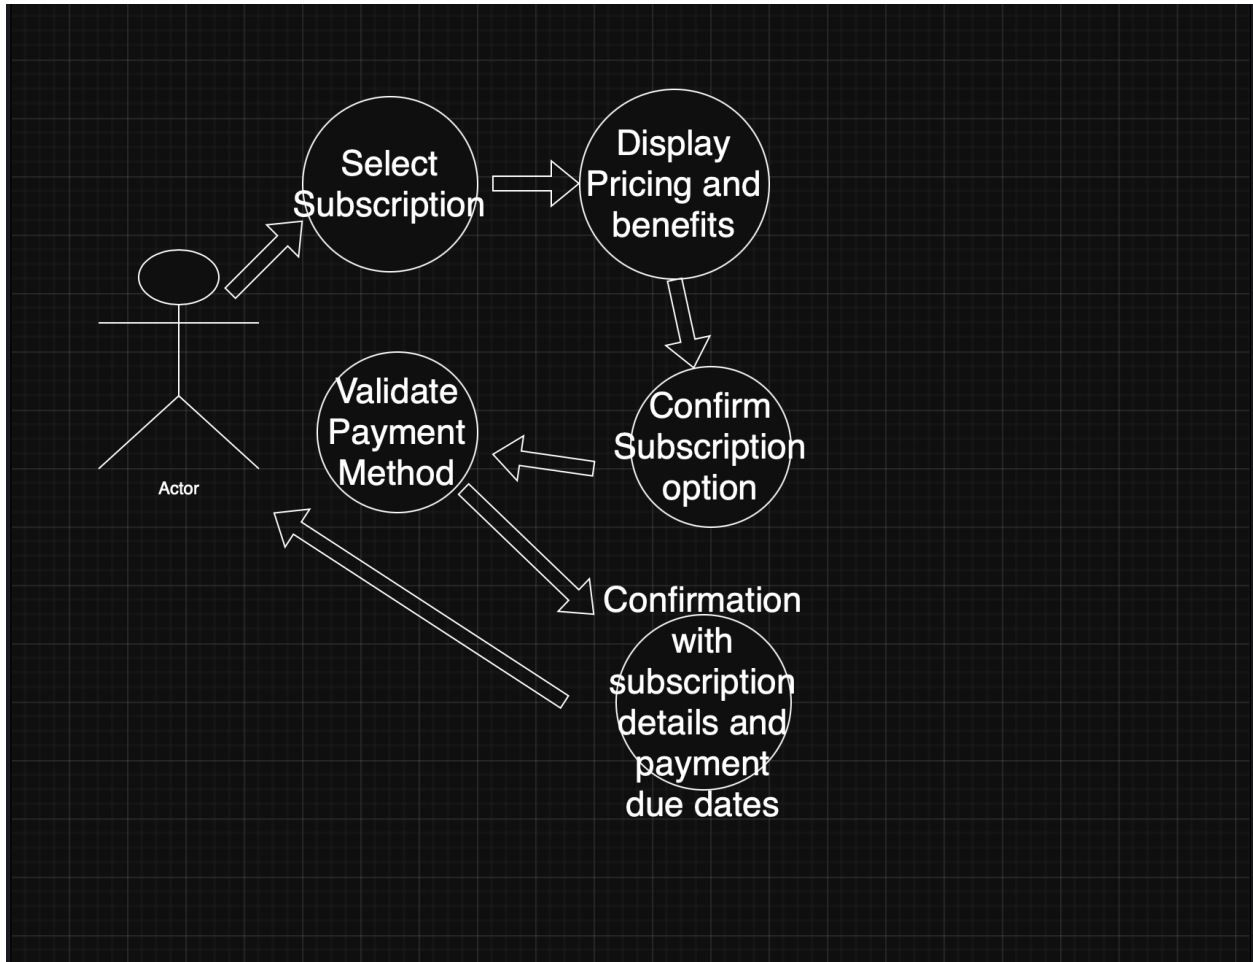 Select
Subscription
Display
Pricing and
benefits
Actor
Validate
Payment
Method
Confirm
Subscription
option
Confirmation
with
subscription
details and
payment
due dates